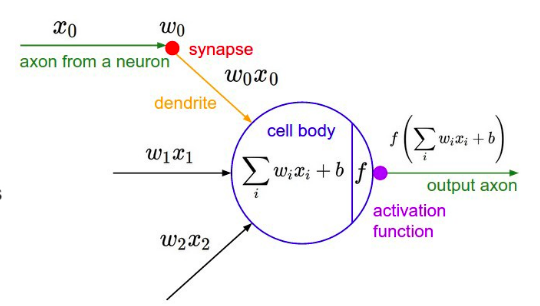 x₀ w₀
synapse
axon from a neuron
w₀x₀
dendrite
cell body
f(∑ᵢ wᵢxᵢ + b)
w₁x₁
∑ᵢ wᵢxᵢ + b f
output axon
activation
function
w₂x₂